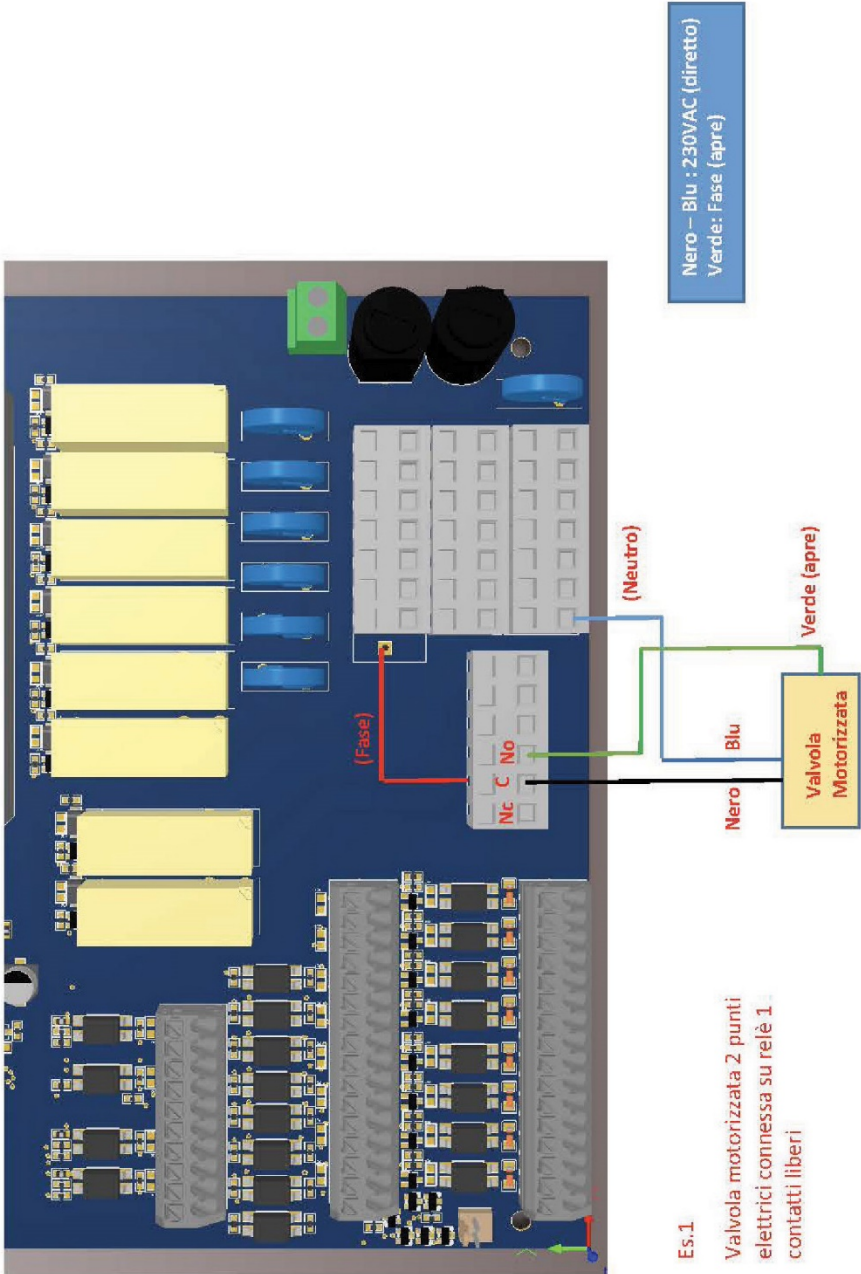 Es.1
Valvola motorizzata 2 punti
elettrici connessa su relè 1
contatti liberi
(Fase)
Nc C No
(Neutro)
Nero
Blu
Verde (apre)
Valvola
Motorizzata
Nero – Blu : 230VAC (diretto)
Verde: Fase (apre)